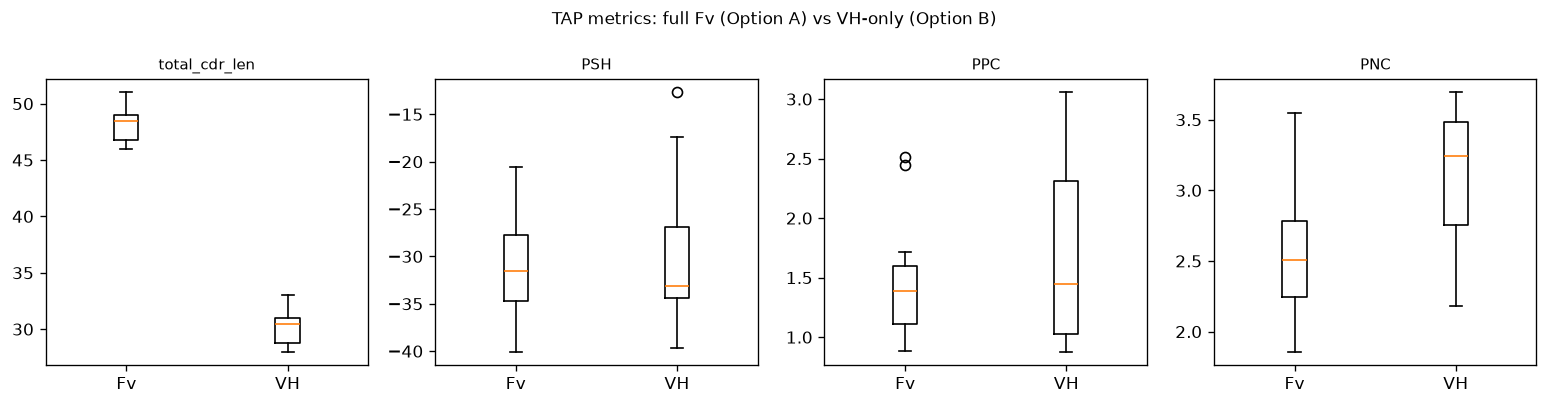 TAP metrics: full Fv (Option A) vs VH-only (Option B)
total_cdr_len
50
45
40
35
30
Fv
VH
PSH
−15
−20
−25
−30
−35
−40
Fv
VH
PPC
3.0
2.5
2.0
1.5
1.0
Fv
VH
PNC
3.5
3.0
2.5
2.0
Fv
VH